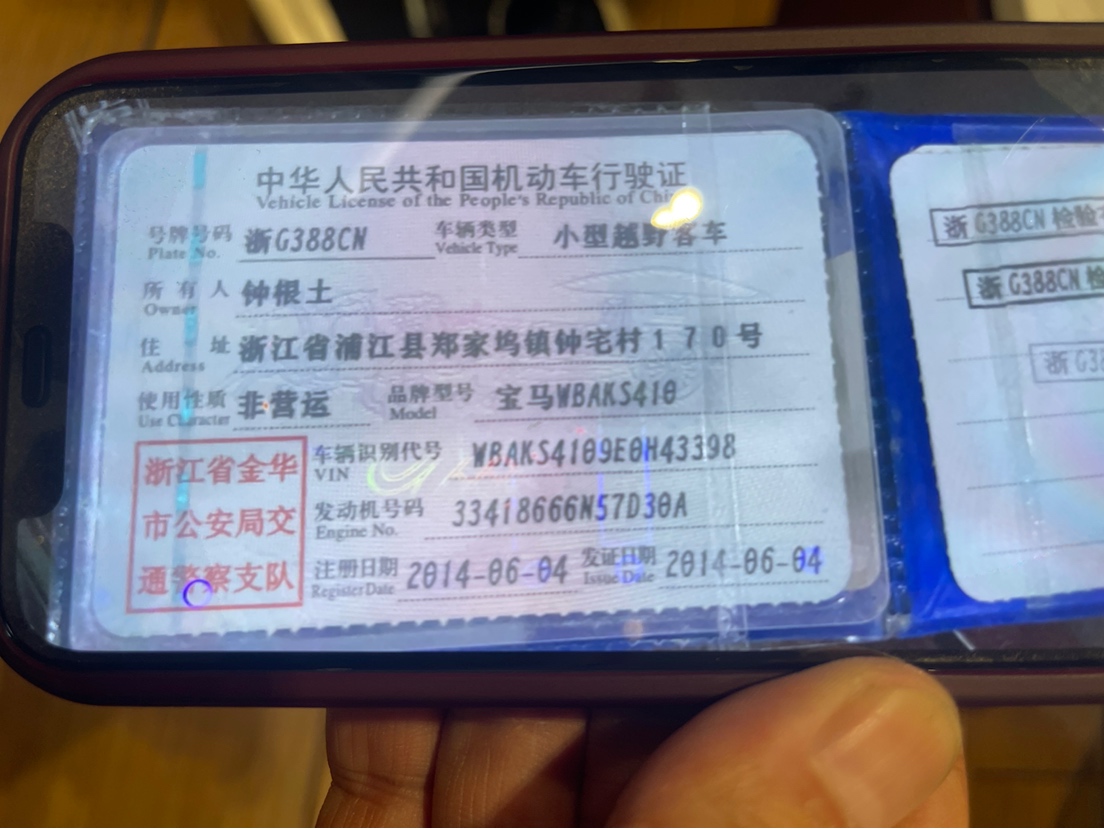 中华人民共和国机动车行驶证
Vehicle License of the People's Republic of Chi
号牌号码 浙G388CN 车辆类型 小型越野客车
Plate No. Vehicle Type
所有人 钟根土
Owner
住址 浙江省浦江县郑家坞镇钟宅村170号
Address
使用性质 非营运 品牌型号 宝马WBAKS410
Use Character Model
浙江省金华
市公安局交
通警察支队
车辆识别代号 WBAKS4109E0H43398
VIN
发动机号码 33418666N57D30A
Engine No.
注册日期 2014-06-04 发证日期 2014-06-04
Register Date Issue Date
浙G388CN 检验
浙G388CN 检验
浙G38